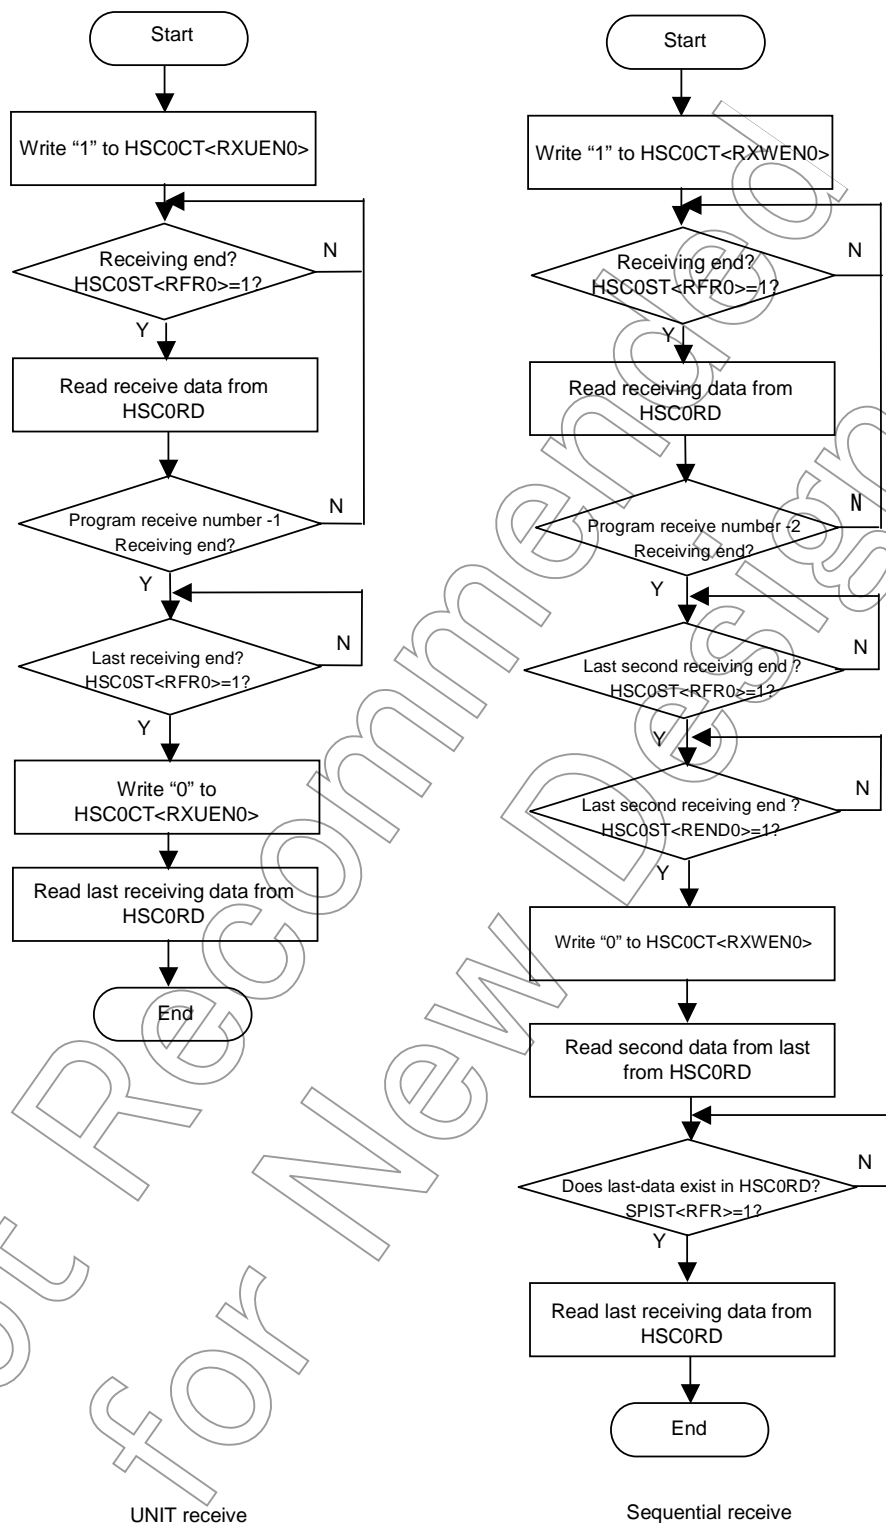 Start
Write “1” to HSC0CT<RXUEN0>
Receiving end?
HSC0ST<RFR0>=1?
N
Y
Read receive data from
HSC0RD
Program receive number -1
Receiving end?
N
Y
Last receiving end?
HSC0ST<RFR0>=1?
N
Y
Write “0” to
HSC0CT<RXUEN0>
Read last receiving data from
HSC0RD
End
UNIT receive
Start
Write “1” to HSC0CT<RXWEN0>
Receiving end?
HSC0ST<RFR0>=1?
N
Y
Read receiving data from
HSC0RD
Program receive number -2
Receiving end?
N
Y
Last second receiving end ?
HSC0ST<RFR0>=1?
N
Y
Last second receiving end ?
HSC0ST<REND0>=1?
N
Y
Write “0” to HSC0CT<RXWEN0>
Read second data from last
from HSC0RD
Does last-data exist in HSC0RD?
SPIST<RFR>=1?
N
Y
Read last receiving data from
HSC0RD
End
Sequential receive
Recommended
for New Design